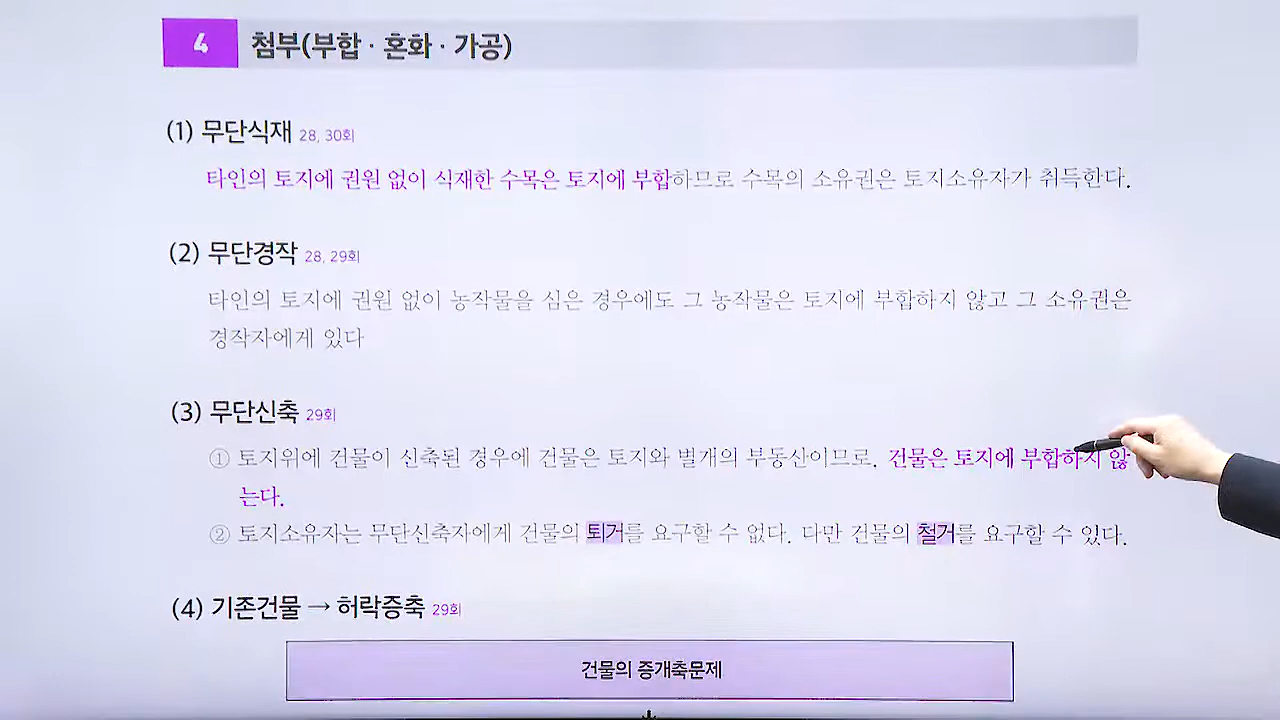 4 첨부(부합 · 혼화 · 가공)
(1) 무단식재 28, 30회
타인의 토지에 권원 없이 식재한 수목은 토지에 부합하므로 수목의 소유권은 토지소유자가 취득한다.
(2) 무단경작 28, 29회
타인의 토지에 권원 없이 농작물을 심은 경우에도 그 농작물은 토지에 부합하지 않고 그 소유권은
경작자에게 있다
(3) 무단신축 29회
① 토지위에 건물이 신축된 경우에 건물은 토지와 별개의 부동산이므로. 건물은 토지에 부합하지 않
는다.
② 토지소유자는 무단신축자에게 건물의 퇴거를 요구할 수 없다. 다만 건물의 철거를 요구할 수 있다.
(4) 기존건물 → 허락증축 29회
건물의 증개축문제